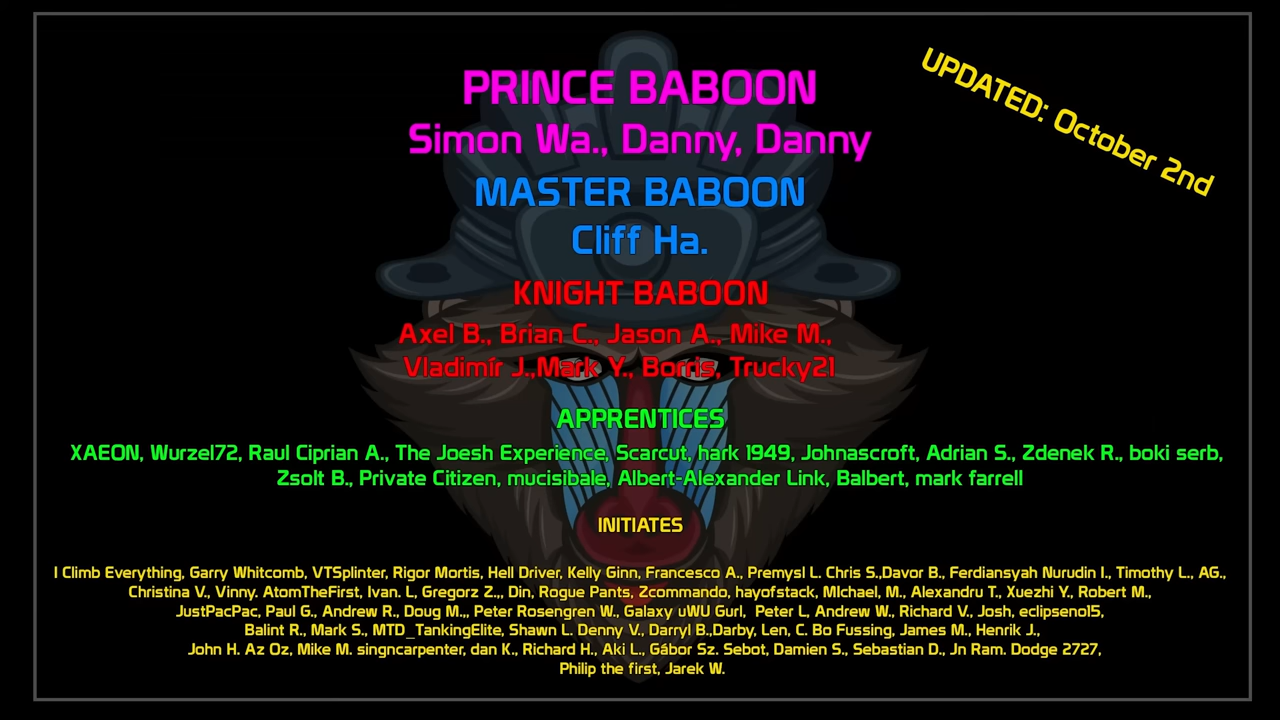 PRINCE BABOON
UPDATED: October 2nd
Simon Wa., Danny, Danny
MASTER BABOON
Cliff Ha.
KNIGHT BABOON
Axel B., Brian C., Jason A., Mike M.,
Vladimír J.,Mark Y., Borris, Trucky21
APPRENTICES
XAEON, Wurzel72, Raul Ciprian A., The Joesh Experience, Scarcut, hark 1949, Johnascroft, Adrian S., Zdenek R., boki serb,
Zsolt B., Private Citizen, mucisibale, Albert-Alexander Link, Balbert, mark farrell
INITIATES
I Climb Everything, Garry Whitcomb, VTSplinter, Rigor Mortis, Hell Driver, Kelly Ginn, Francesco A., Premysl L. Chris S.,Davor B., Ferdiansyah Nurudin I., Timothy L., AG.,
Christina V., Vinny. AtomTheFirst, Ivan. L, Gregorz Z.,, Din, Rogue Pants, Zcommando, hayofstack, MIchael, M., Alexandru T., Xuezhi Y., Robert M.,
JustPacPac, Paul G., Andrew R., Doug M.,, Peter Rosengren W., Galaxy uWU Gurl, Peter L, Andrew W., Richard V., Josh, eclipseno15,
Balint R., Mark S., MTD_TankingElite, Shawn L. Denny V., Darryl B.,Darby, Len, C. Bo Fussing, James M., Henrik J.,
John H. Az Oz, Mike M. singncarpenter, dan K., Richard H., Aki L., Gábor Sz. Sebot, Damien S., Sebastian D., Jn Ram. Dodge 2727,
Philip the first, Jarek W.